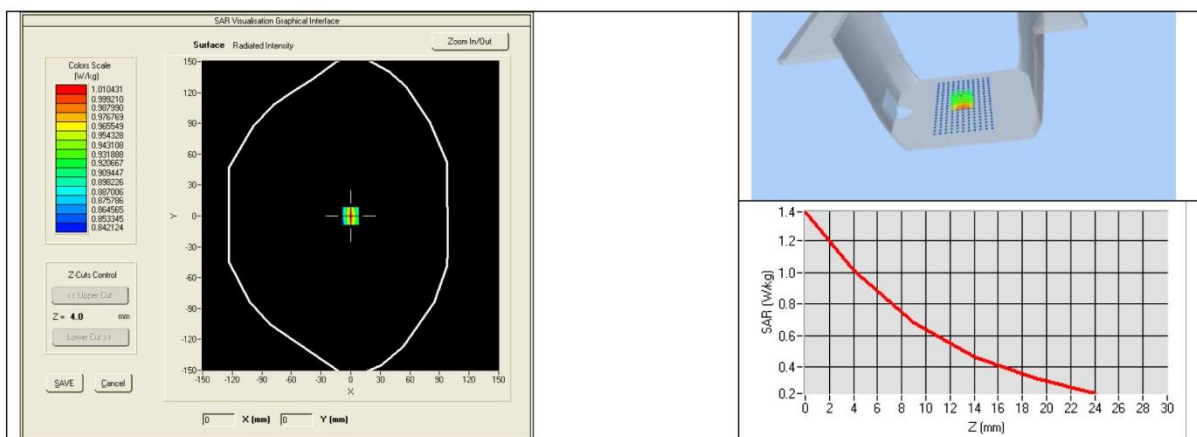 SAR Visualisation Graphical Interface
Surface Radiated Intensity
Zoom In/Out
Colors Scale
(W/kg)
1.010431
0.999210
0.987990
0.976769
0.965549
0.954328
0.943108
0.931888
0.920667
0.909447
0.898226
0.887006
0.875786
0.864565
0.853345
0.842124
Z-Cuts Control
<< Upper Cut
Z = 4.0 mm
Lower Cut >>
SAVE Cancel
150
120
90
60
30
Y 0
-30
-60
-90
-120
-150
-150 -120 -90 -60 -30 0 30 60 90 120 150
X
0 X (mm) 0 Y (mm)
SAR (W/kg)
1.4
1.2
1.0
0.8
0.6
0.4
0.2
0 2 4 6 8 10 12 14 16 18 20 22 24 26 28 30
Z (mm)